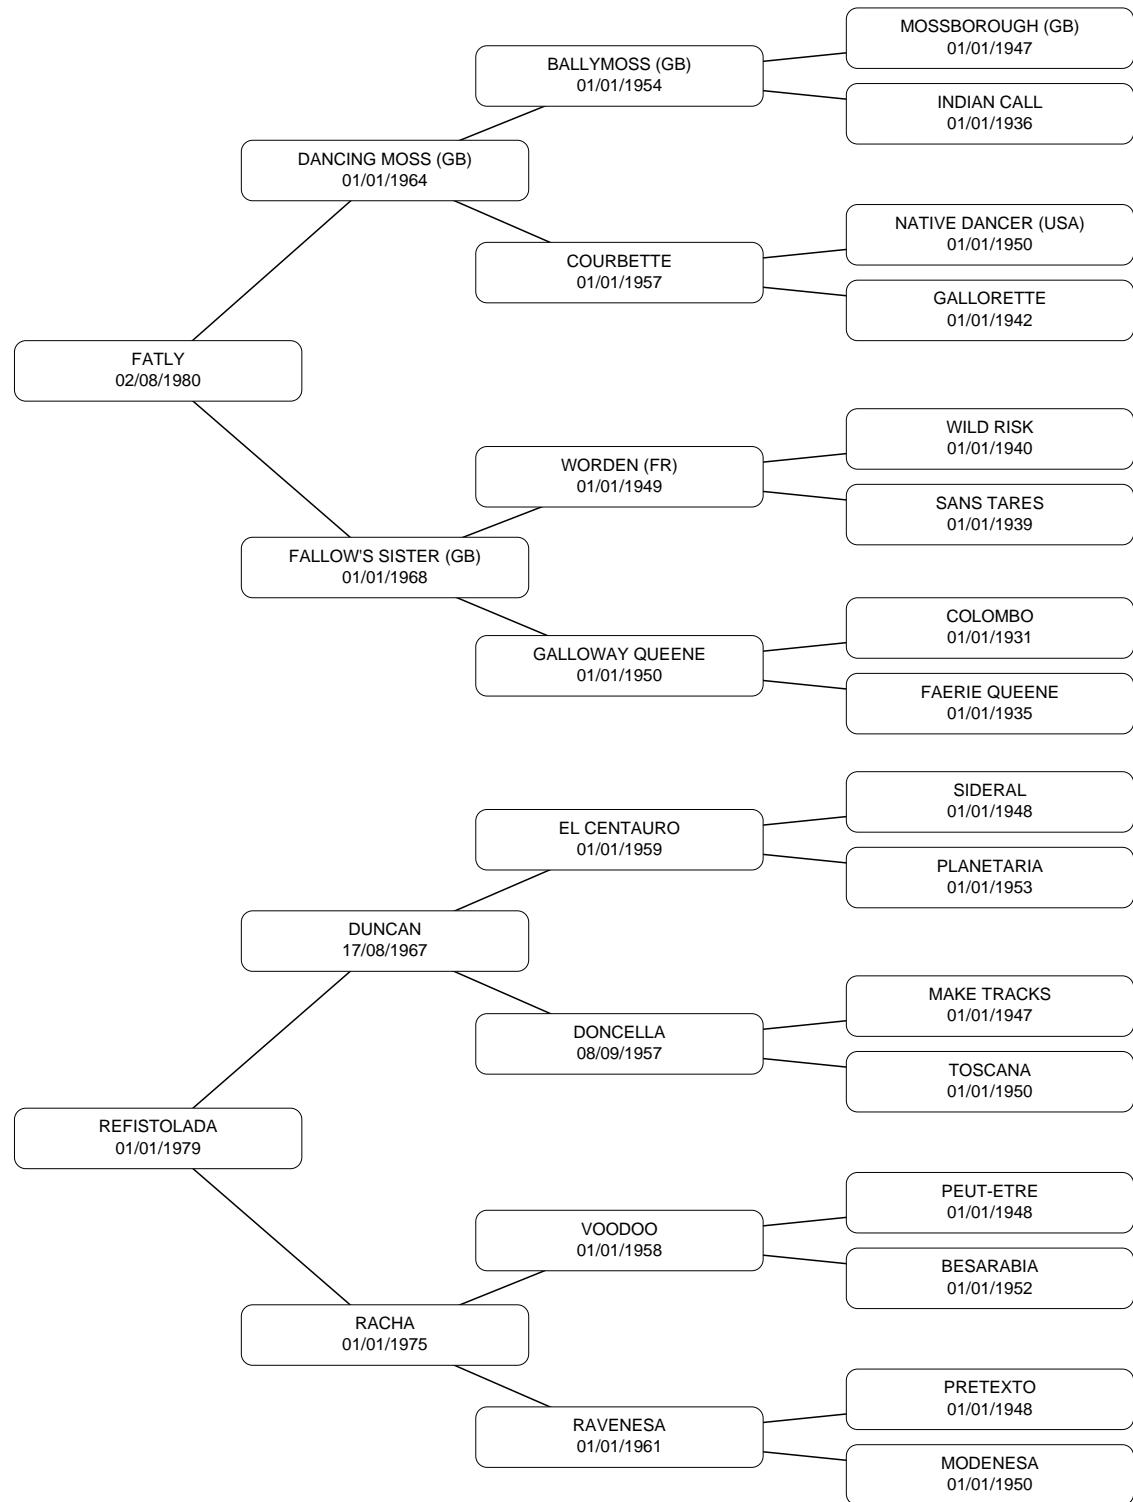 MOSSBOROUGH (GB)
01/01/1947
BALLYMOSS (GB)
01/01/1954
INDIAN CALL
01/01/1936
DANCING MOSS (GB)
01/01/1964
NATIVE DANCER (USA)
01/01/1950
COURBETTE
01/01/1957
GALLORETTE
01/01/1942
FATLY
02/08/1980
WILD RISK
01/01/1940
WORDEN (FR)
01/01/1949
SANS TARES
01/01/1939
FALLOW'S SISTER (GB)
01/01/1968
COLOMBO
01/01/1931
GALLOWAY QUEENE
01/01/1950
FAERIE QUEENE
01/01/1935
SIDERAL
01/01/1948
EL CENTAURO
01/01/1959
PLANETARIA
01/01/1953
DUNCAN
17/08/1967
MAKE TRACKS
01/01/1947
DONCELLA
08/09/1957
TOSCANA
01/01/1950
REFISTOLADA
01/01/1979
PEUT-ETRE
01/01/1948
VOODOO
01/01/1958
BESARABIA
01/01/1952
RACHA
01/01/1975
PRETEXTO
01/01/1948
RAVENESA
01/01/1961
MODENESA
01/01/1950